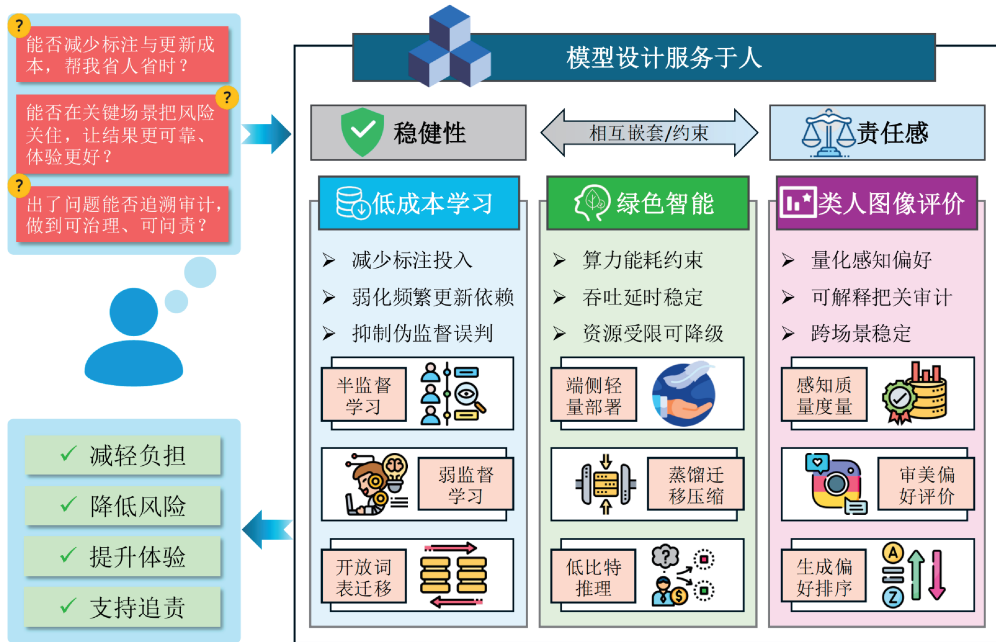 ?
能否减少标注与更新成
本，帮我省人省时？
?
能否在关键场景把风险
关住，让结果更可靠、
体验更好？
?
出了问题能否追溯审计，
做到可治理、可问责？
模型设计服务于人
稳健性
相互嵌套/约束
责任感
低成本学习
减少标注投入
弱化频繁更新依赖
抑制伪监督误判
半监督
学习
弱监督
学习
开放词
表迁移
绿色智能
算力能耗约束
吞吐延时稳定
资源受限可降级
端侧轻
量部署
蒸馏迁
移压缩
低比特
推理
?
$
类人图像评价
量化感知偏好
可解释把关审计
跨场景稳定
感知质
量度量
审美偏
好评价
生成偏
好排序
A
Z
减轻负担
降低风险
提升体验
支持追责